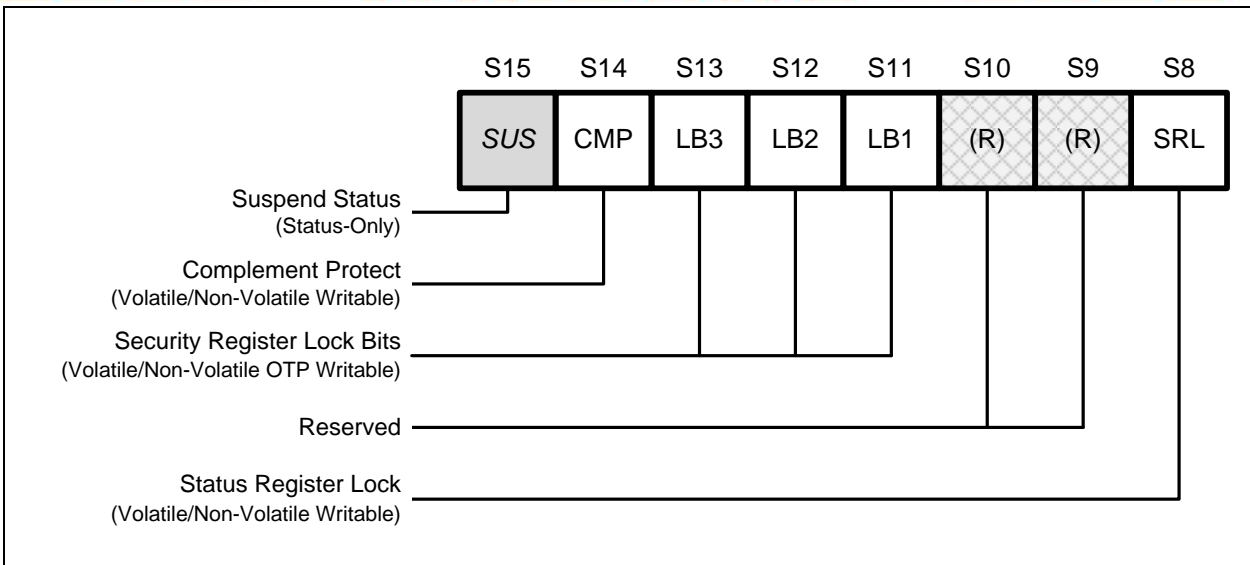 S15 S14 S13 S12 S11 S10 S9 S8
SUS CMP LB3 LB2 LB1 (R) (R) SRL
Suspend Status
(Status-Only)
Complement Protect
(Volatile/Non-Volatile Writable)
Security Register Lock Bits
(Volatile/Non-Volatile OTP Writable)
Reserved
Status Register Lock
(Volatile/Non-Volatile Writable)